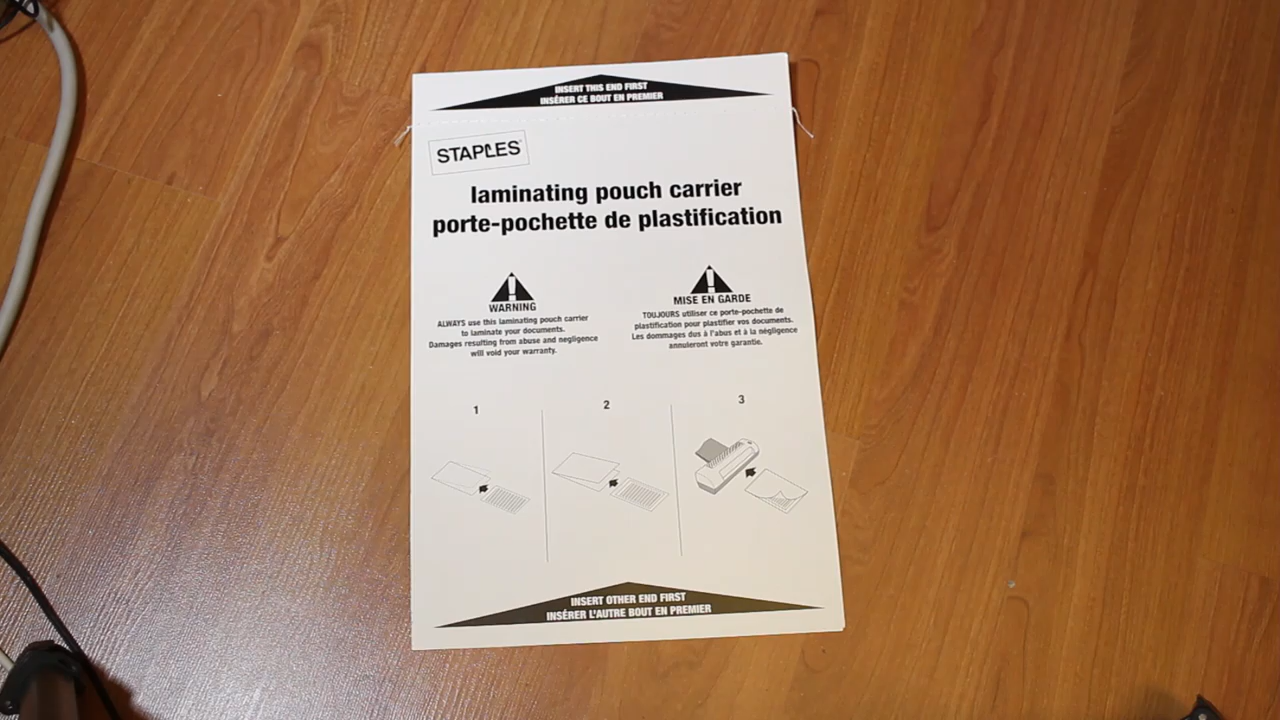 INSERT THIS END FIRST
INSÉRER CE BOUT EN PREMIER
STAPLES
laminating pouch carrier
porte-pochette de plastification
WARNING
ALWAYS use this laminating pouch carrier
to laminate your documents.
Damages resulting from abuse and negligence
will void your warranty.
MISE EN GARDE
TOUJOURS utiliser ce porte-pochette de
plastification pour plastifier vos documents.
Les dommages dus à l'abus et à la négligence
annuleront votre garantie.
1
2
3
INSERT OTHER END FIRST
INSÉRER L'AUTRE BOUT EN PREMIER